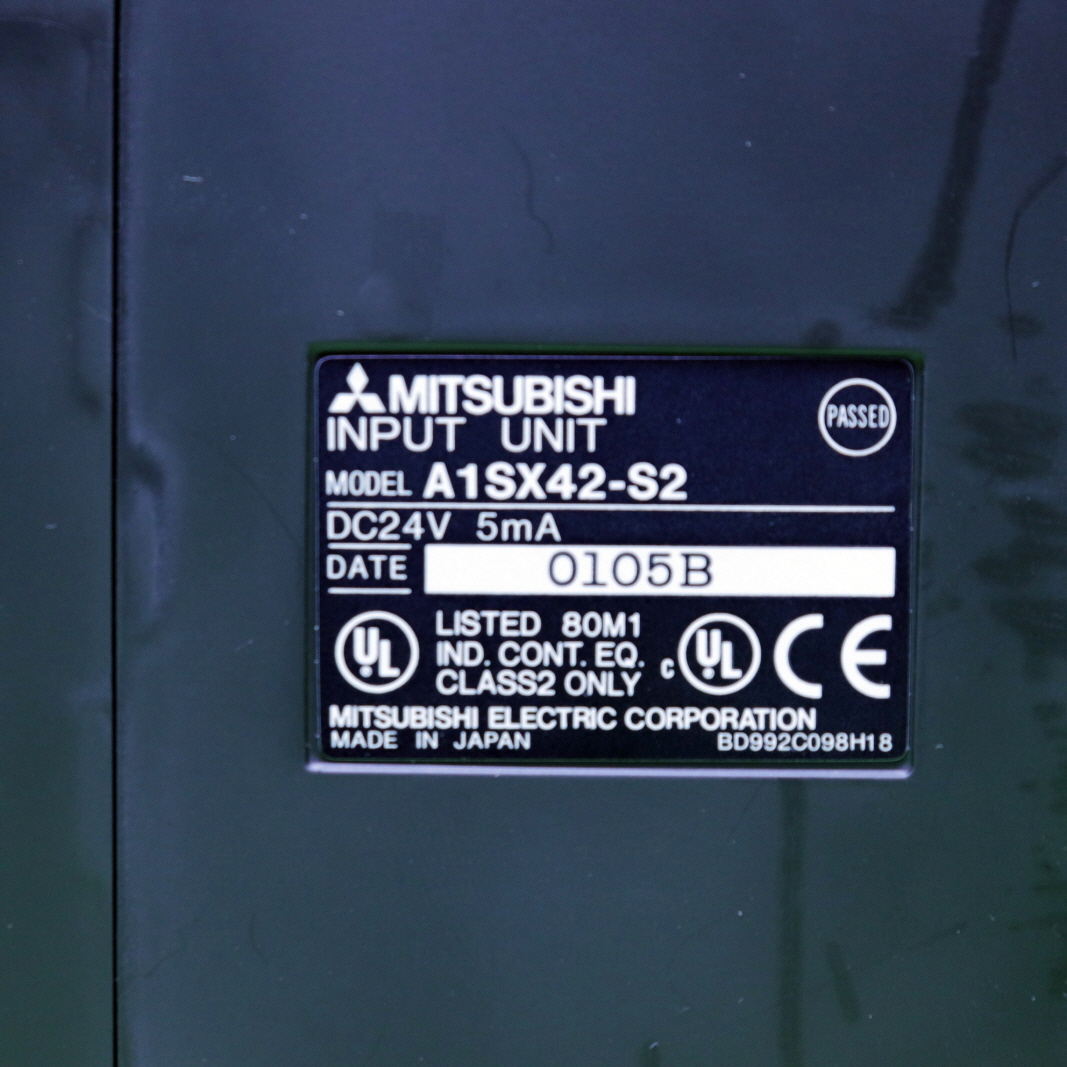 MITSUBISHI
PASSED
INPUT UNIT
MODEL A1SX42-S2
DC24V 5mA
DATE 0105B
UL LISTED 80M1
IND. CONT. EQ.
CLASS2 ONLY
c UL CE
MITSUBISHI ELECTRIC CORPORATION
MADE IN JAPAN BD992C098H18